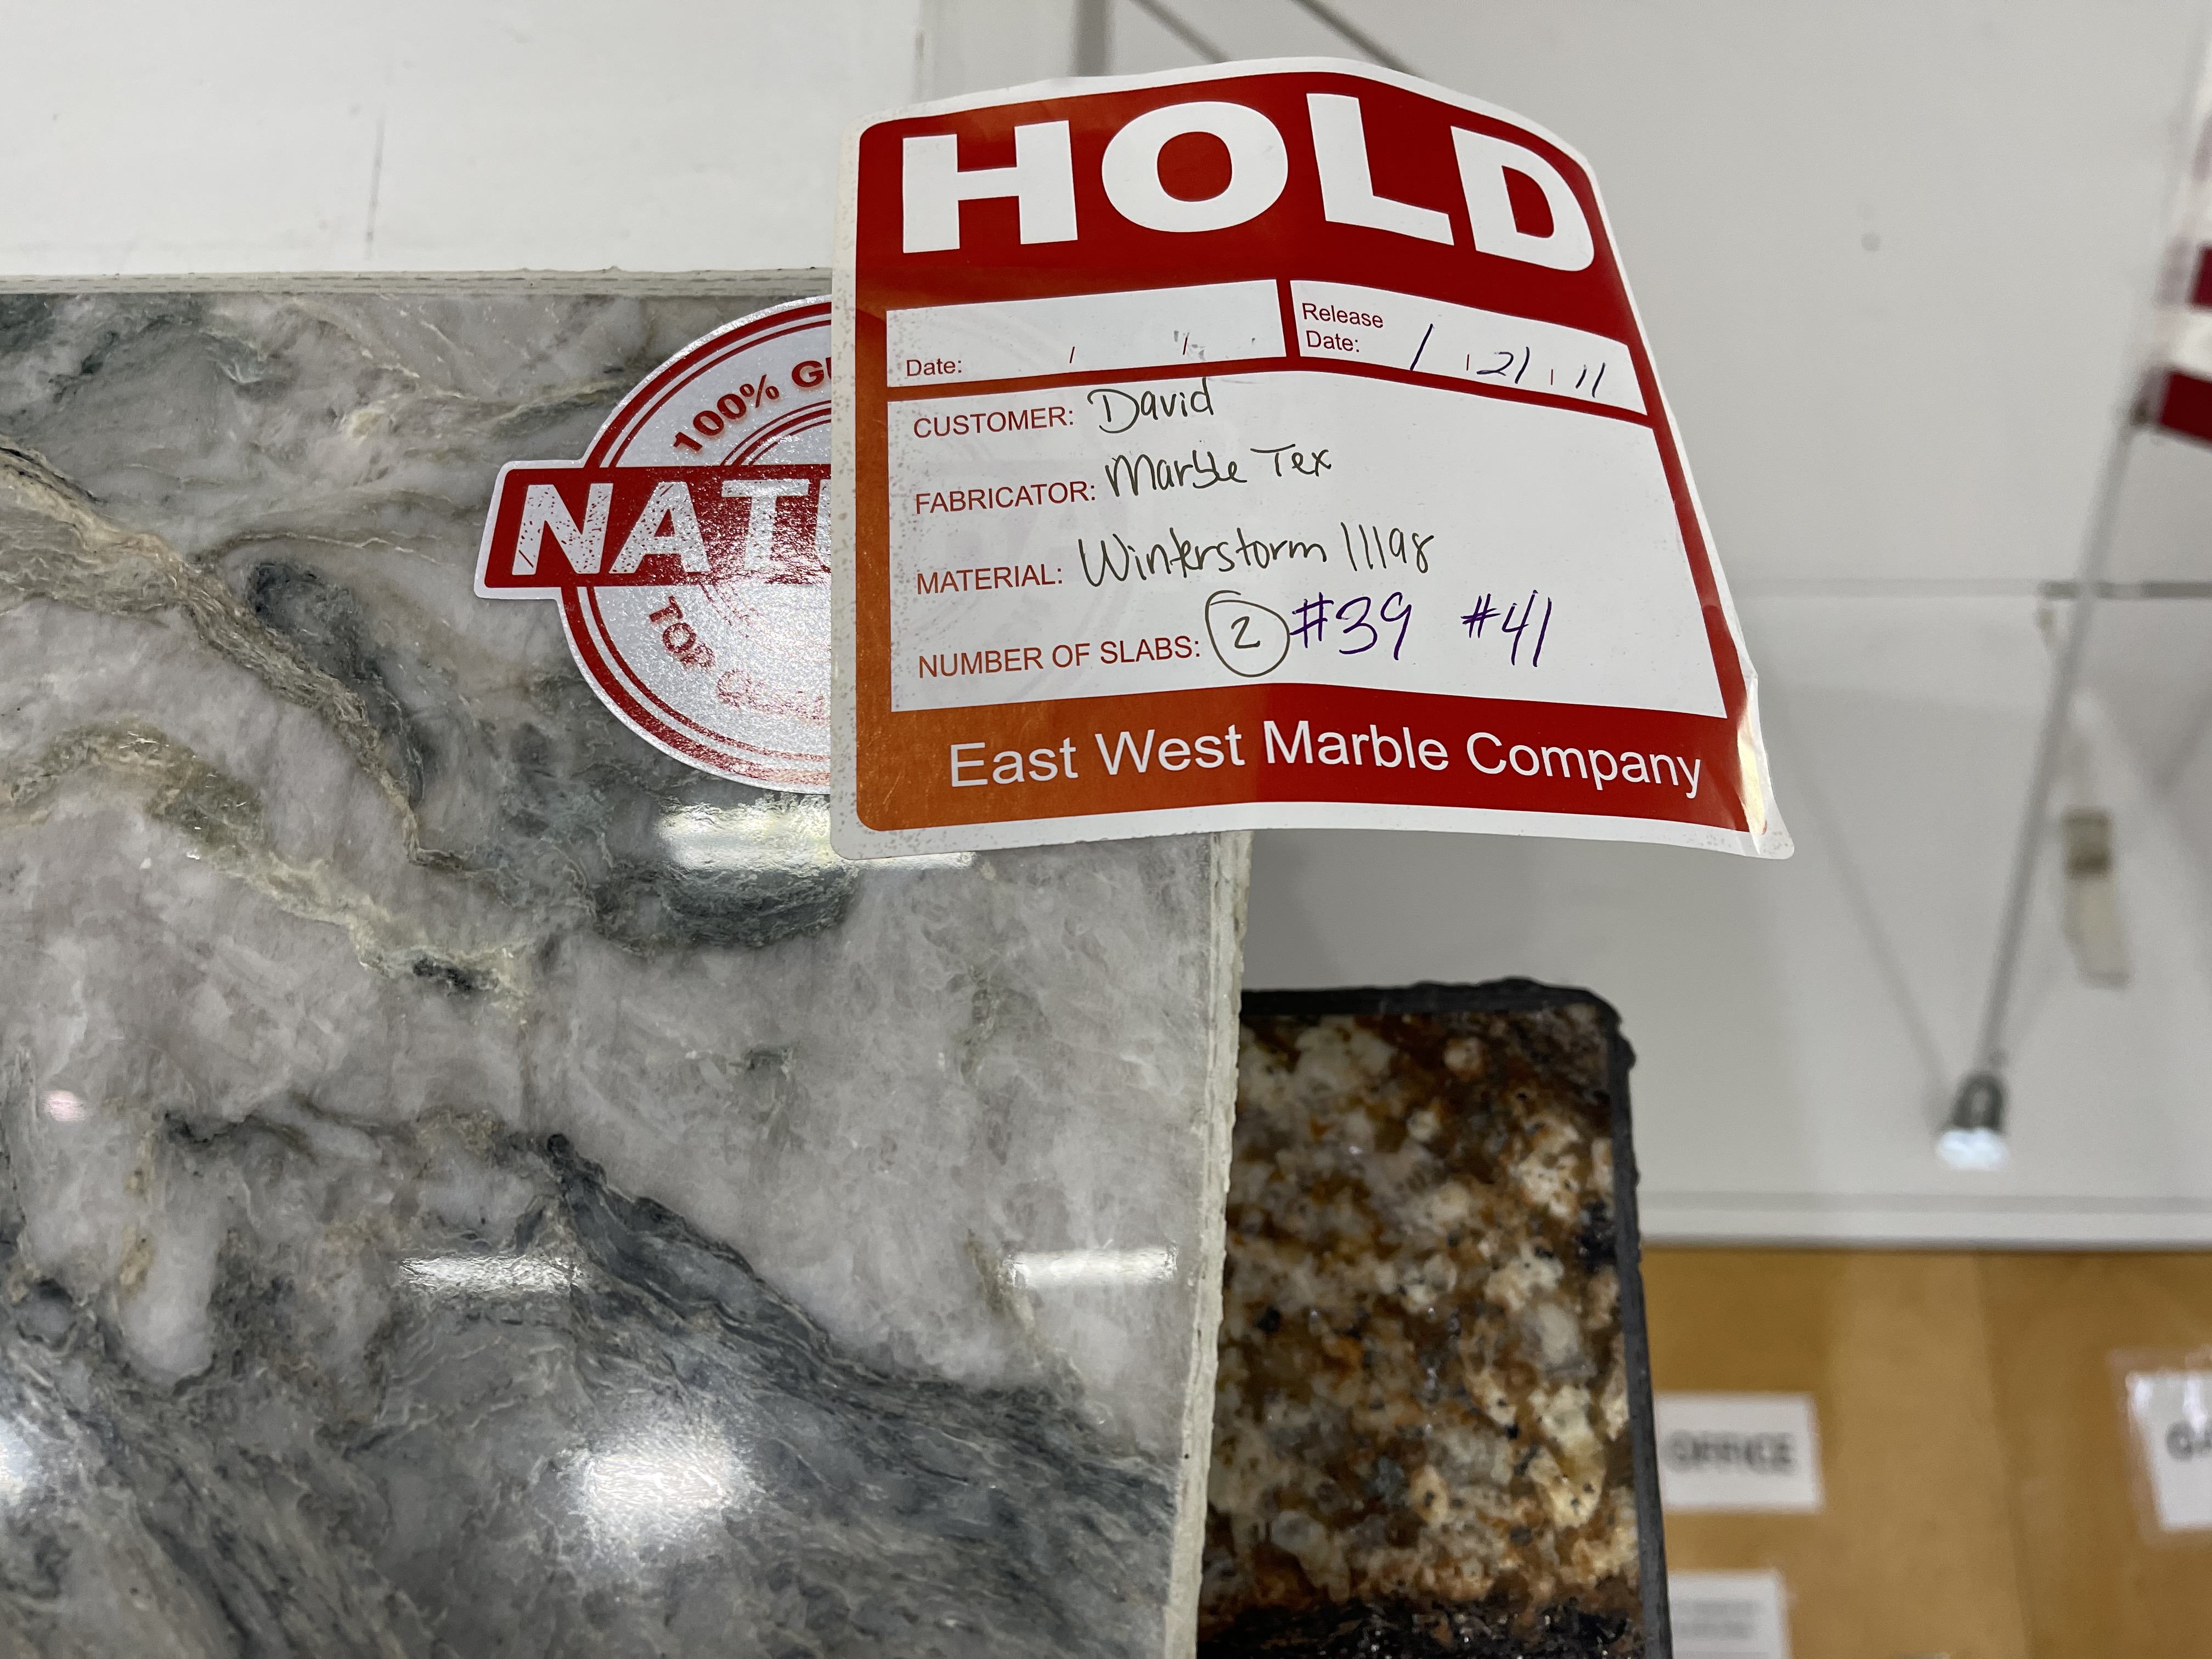 HOLD
Date: / /
Release
Date: / / 21 / 11
CUSTOMER: David
FABRICATOR: Marble Tex
MATERIAL: Winterstorm 11198
NUMBER OF SLABS: 2 #39 #41
East West Marble Company
100% G
NATU
TOP
OFFICE